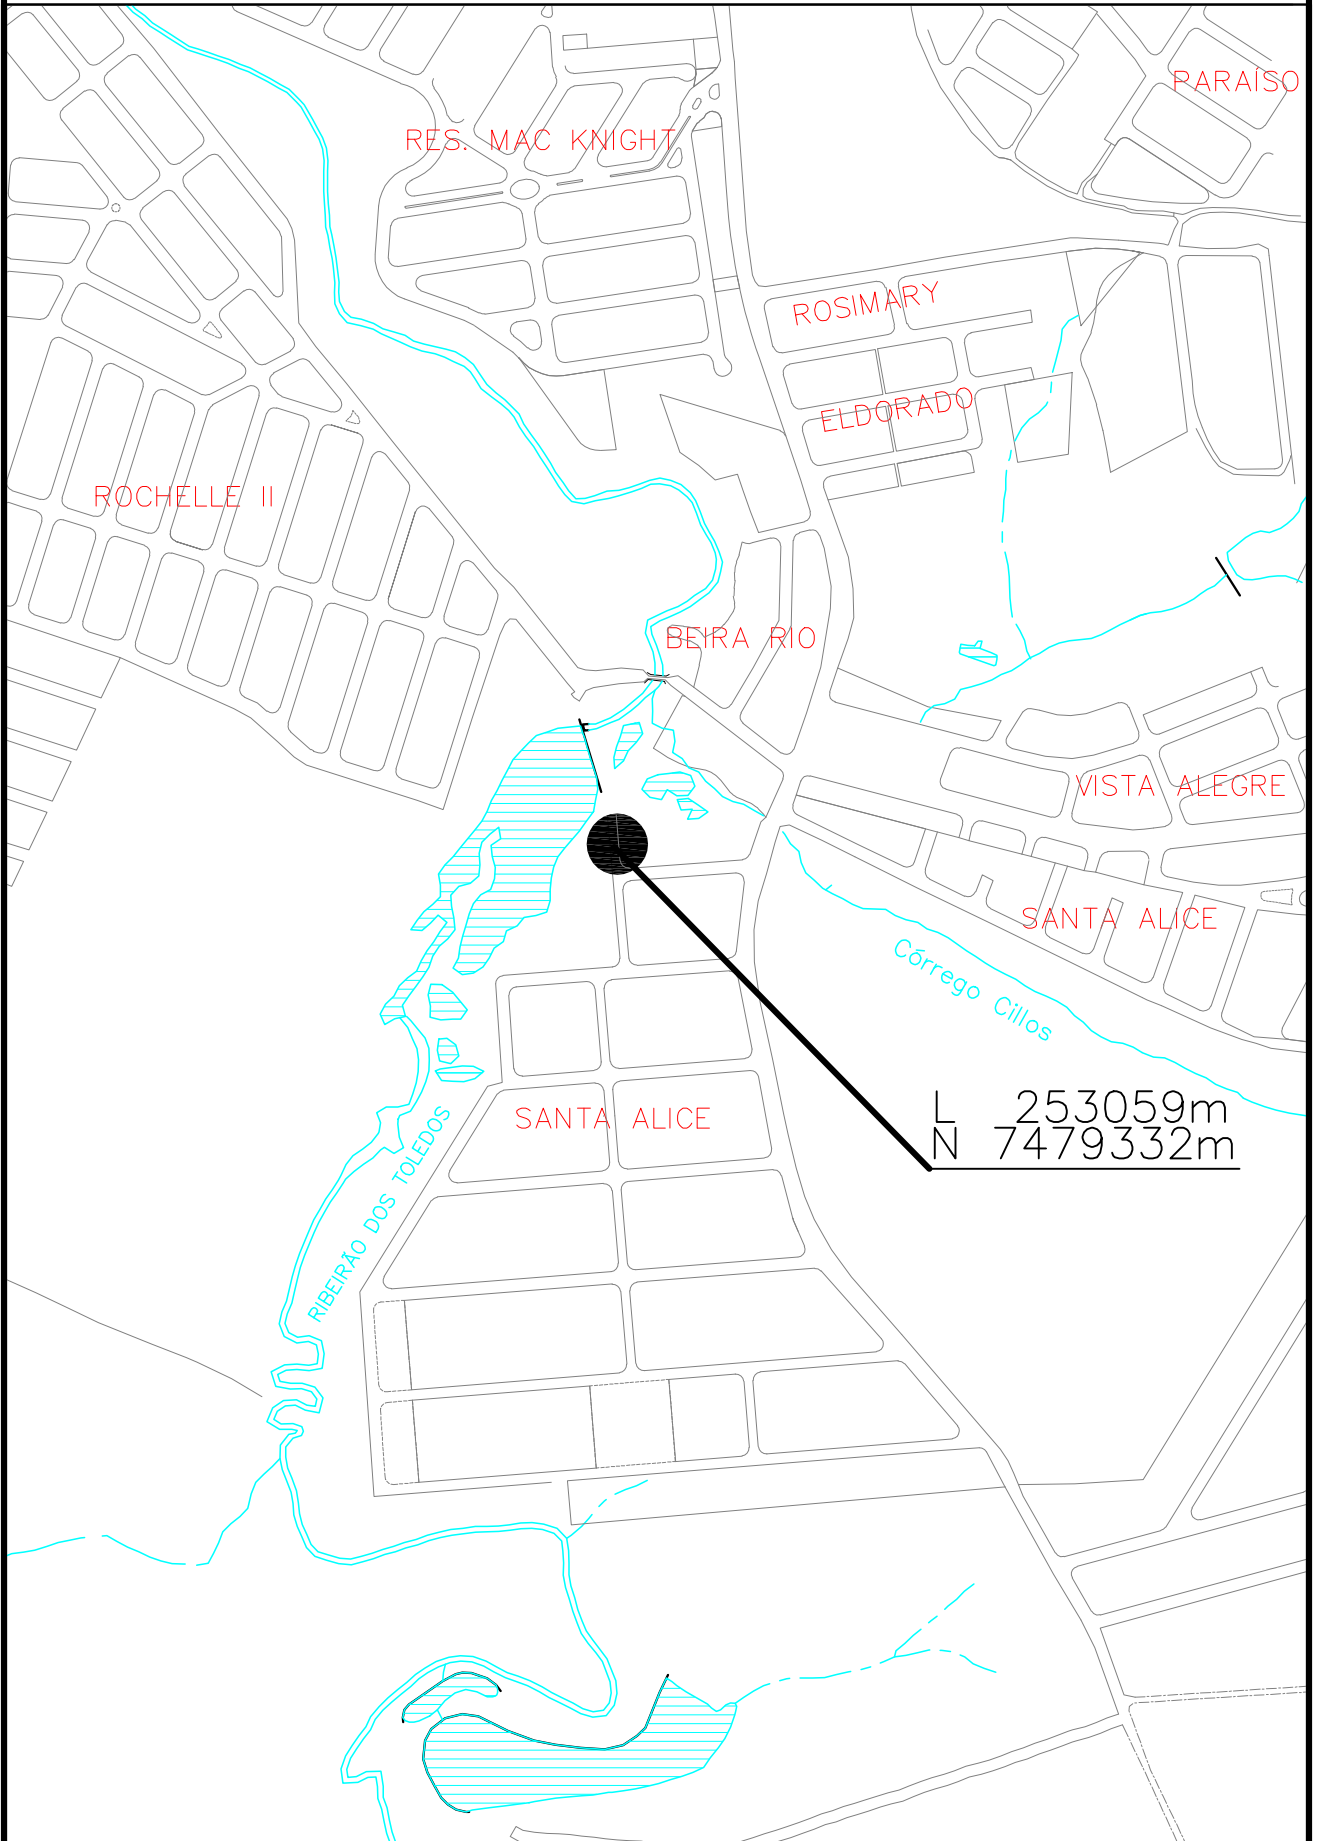 PARAÍSO
RES. MAC KNIGHT
ROSIMARY
ELDORADO
ROCHELLE II
BEIRA RIO
VISTA ALEGRE
SANTA ALICE
Córrego Cillos
L 253059m
N 7479332m
SANTA ALICE
RIBEIRÃO DOS TOLEDOS